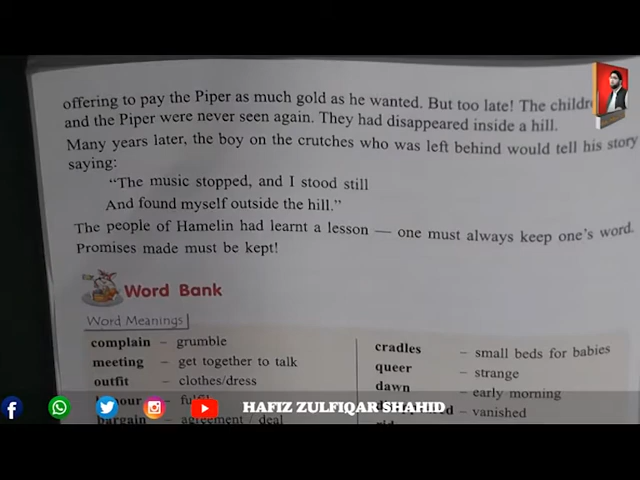 offering to pay the Piper as much gold as he wanted. But too late! The
and the Piper were never seen again. They had disappeared inside a hill.
Many years later, the boy on the crutches who was left behind would tell his story
saying:
"The music stopped, and I stood still
And found myself outside the hill."
The people of Hamelin had learnt a lesson — one must always keep one's word.
Promises made must be kept!
Word Bank
Word Meanings
complain – grumble
meeting – get together to talk
outfit – clothes/dress
bargain – agreement / deal
cradles – small beds for babies
queer – strange
dawn – early morning
– vanished
HAFIZ ZULFIQAR SHAHID